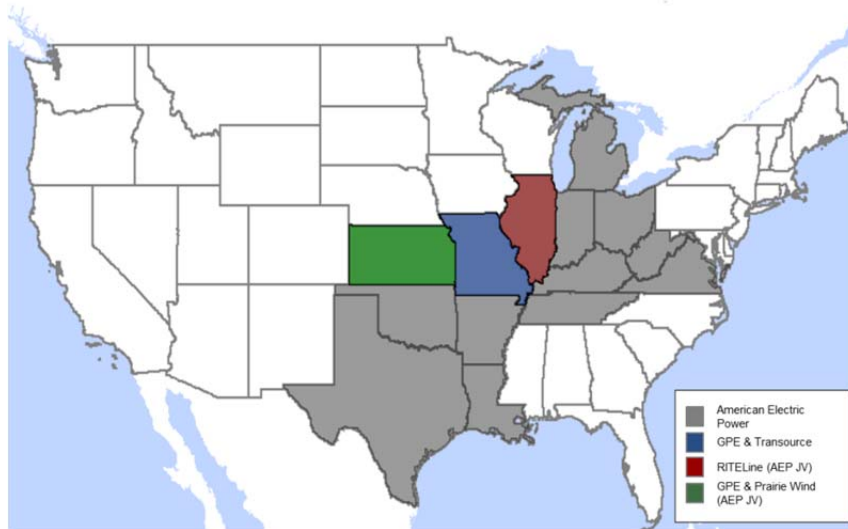 American Electric
Power
GPE & Transource
RITELine (AEP JV)
GPE & Prairie Wind
(AEP JV)